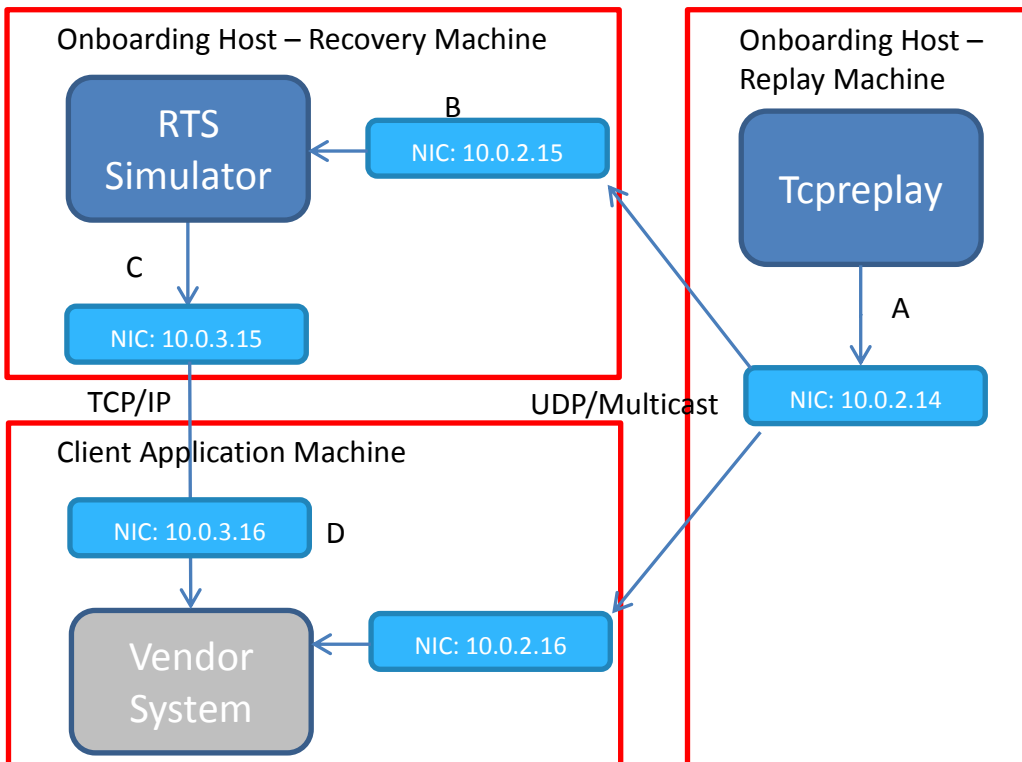 Onboarding Host – Recovery Machine
RTS
Simulator
B
NIC: 10.0.2.15
C
NIC: 10.0.3.15
TCP/IP
Onboarding Host –
Replay Machine
Tcpreplay
A
NIC: 10.0.2.14
UDP/Multicast
Client Application Machine
NIC: 10.0.3.16
D
Vendor
System
NIC: 10.0.2.16